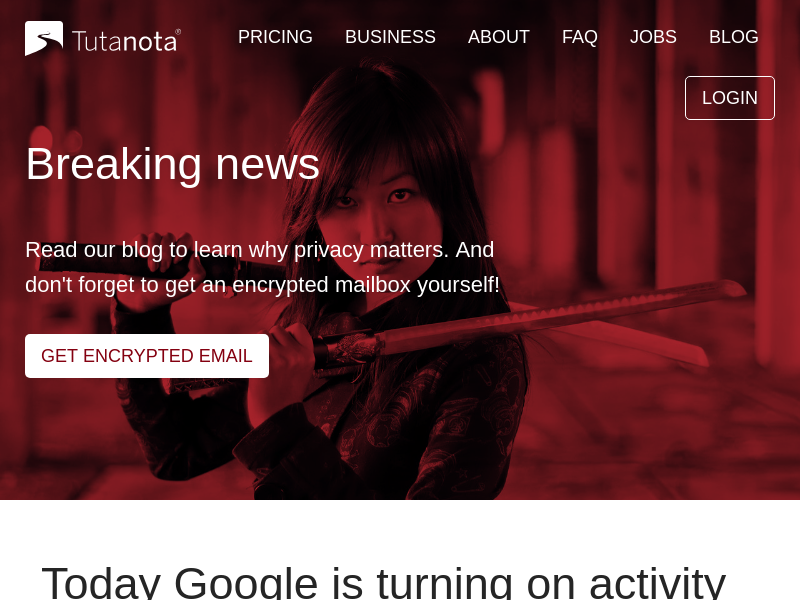 Tutanota®
PRICING
BUSINESS
ABOUT
FAQ
JOBS
BLOG
LOGIN
Breaking news
Read our blog to learn why privacy matters. And
don't forget to get an encrypted mailbox yourself!
GET ENCRYPTED EMAIL
Today Google is turning on activity